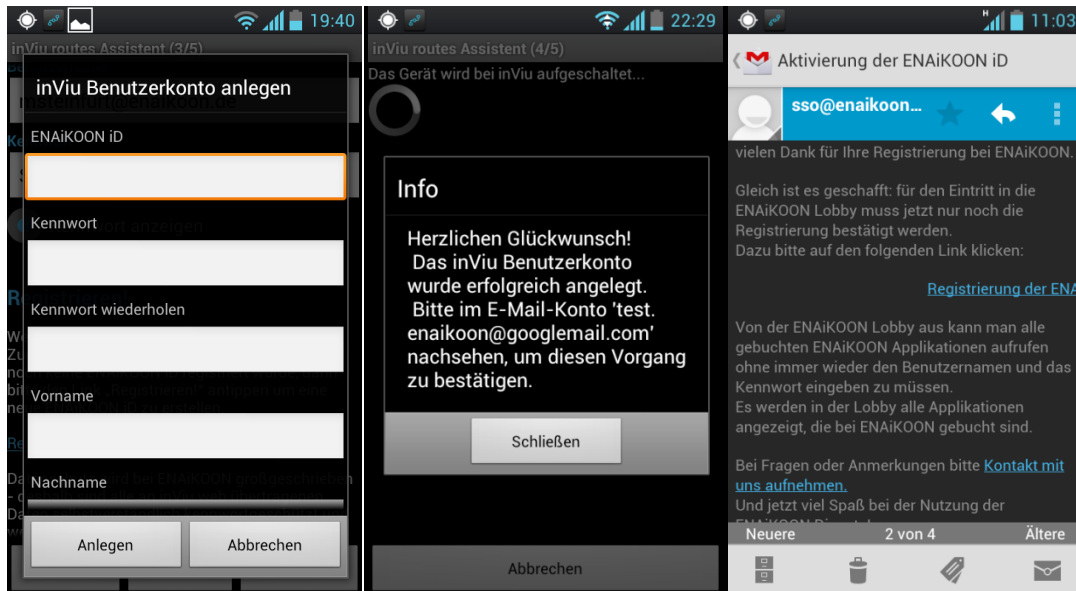 19:40
inViu routes Assistent (3/5)
inViu Benutzerkonto anlegen
msteinfurt@enaikoon.de
ENAiKOON iD
Kennwort
Kennwort wiederholen
Vorname
Nachname
Anlegen
Abbrechen
22:29
inViu routes Assistent (4/5)
Das Gerät wird bei inViu aufgeschaltet...
Info
Herzlichen Glückwunsch!
Das inViu Benutzerkonto
wurde erfolgreich angelegt.
Bitte im E-Mail-Konto 'test.
enaikoon@googlemail.com'
nachsehen, um diesen Vorgang
zu bestätigen.
Schließen
Abbrechen
H
11:03
Aktivierung der ENAiKOON iD
sso@enaikoon...
vielen Dank für Ihre Registrierung bei ENAiKOON.
Gleich ist es geschafft: für den Eintritt in die
ENAiKOON Lobby muss jetzt nur noch die
Registrierung bestätigt werden.
Dazu bitte auf den folgenden Link klicken:
Registrierung der ENA
Von der ENAiKOON Lobby aus kann man alle
gebuchten ENAiKOON Applikationen aufrufen
ohne immer wieder den Benutzernamen und das
Kennwort eingeben zu müssen.
Es werden in der Lobby alle Applikationen
angezeigt, die bei ENAiKOON gebucht sind.
Bei Fragen oder Anmerkungen bitte Kontakt mit
uns aufnehmen.
Und jetzt viel Spaß bei der Nutzung der
Neuere
2 von 4
Ältere